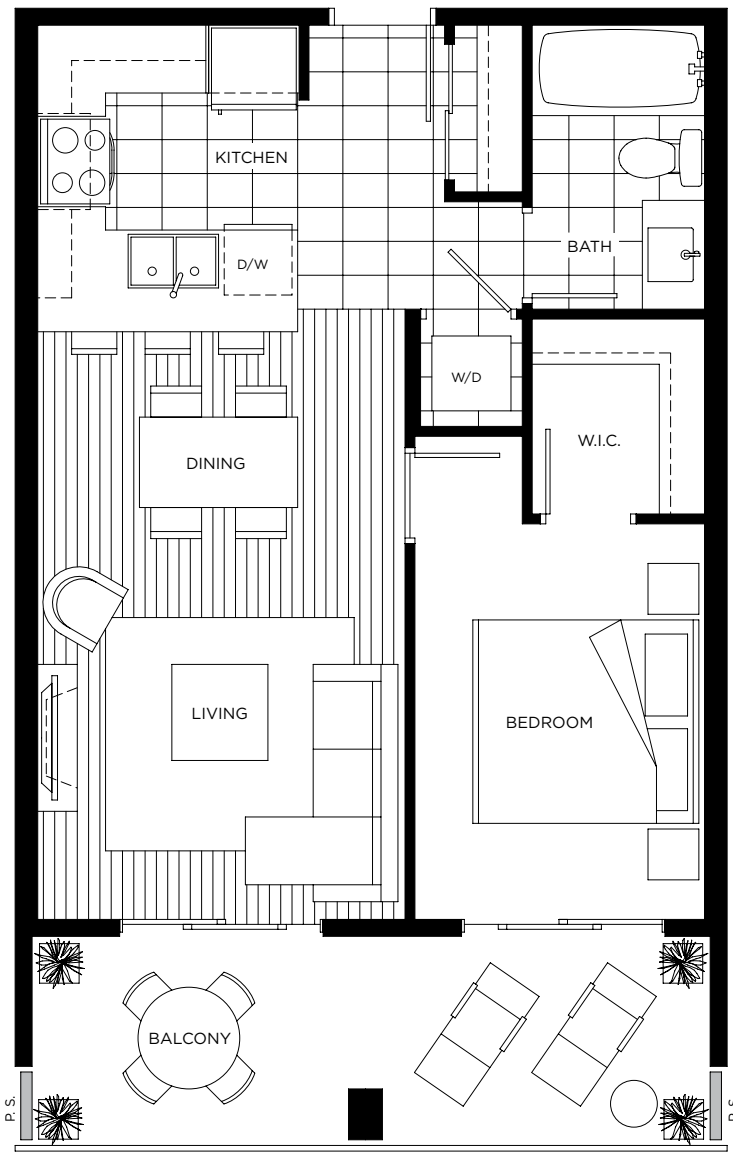 KITCHEN
D/W
BATH
W/D
W.I.C.
DINING
LIVING
BEDROOM
BALCONY
P. S.
P. S.